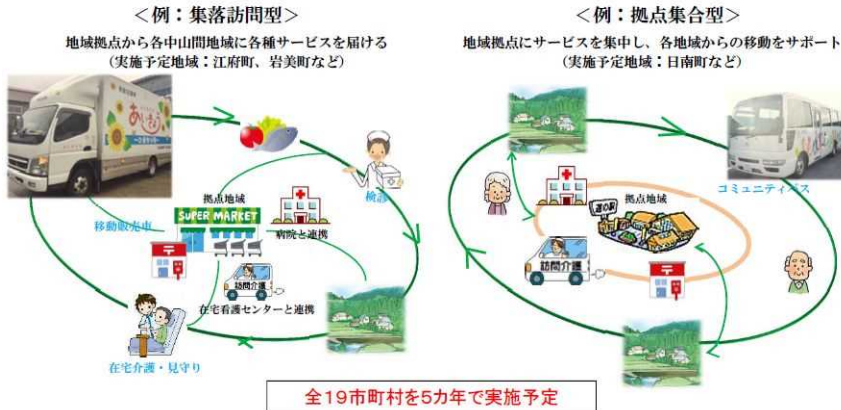 ＜例：集落訪問型＞
地域拠点から各中山間地域に各種サービスを届ける
（実施予定地域：江府町、岩美町など）
あいきょう
検診
拠点地域
SUPER MARKET
移動販売車
病院と連携
訪問介護
在宅看護センターと連携
在宅介護・見守り
＜例：拠点集合型＞
地域拠点にサービスを集中し、各地域からの移動をサポート
（実施予定地域：日南町など）
コミュニティバス
拠点地域
道の駅
訪問介護
全１９市町村を５カ年で実施予定